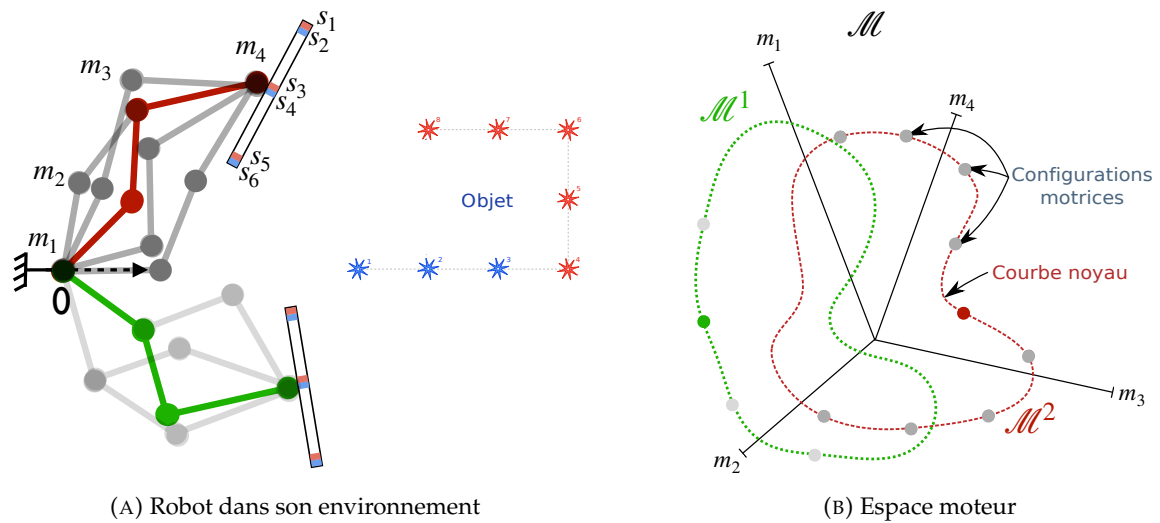 s1
s2
m4
m3
s3
s4
s5
s6
m2
m1
0
8 7 6
5
Objet
1 2 3 4
(A) Robot dans son environnement
ℳ
m1
ℳ1
m4
Configurations
motrices
Courbe noyau
m3
ℳ2
m2
(B) Espace moteur